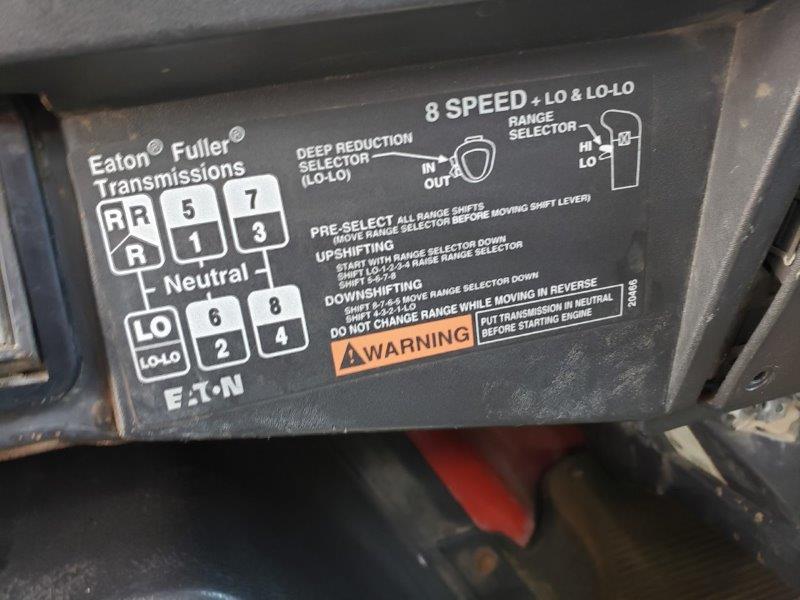 8 SPEED + LO & LO-LO
Eaton® Fuller®
Transmissions
DEEP REDUCTION
SELECTOR
(LO-LO)
IN
OUT
RANGE
SELECTOR
HI
LO
R R
R
5
1
7
3
Neutral
LO
LO-LO
6
2
8
4
EATON
PRE-SELECT ALL RANGE SHIFTS
(MOVE RANGE SELECTOR BEFORE MOVING SHIFT LEVER)
UPSHIFTING
START WITH RANGE SELECTOR DOWN
SHIFT LO-1-2-3-4 RAISE RANGE SELECTOR
SHIFT 5-6-7-8
DOWNSHIFTING
SHIFT 8-7-6-5 MOVE RANGE SELECTOR DOWN
SHIFT 4-3-2-1-LO
DO NOT CHANGE RANGE WHILE MOVING IN REVERSE
WARNING
PUT TRANSMISSION IN NEUTRAL
BEFORE STARTING ENGINE
20466